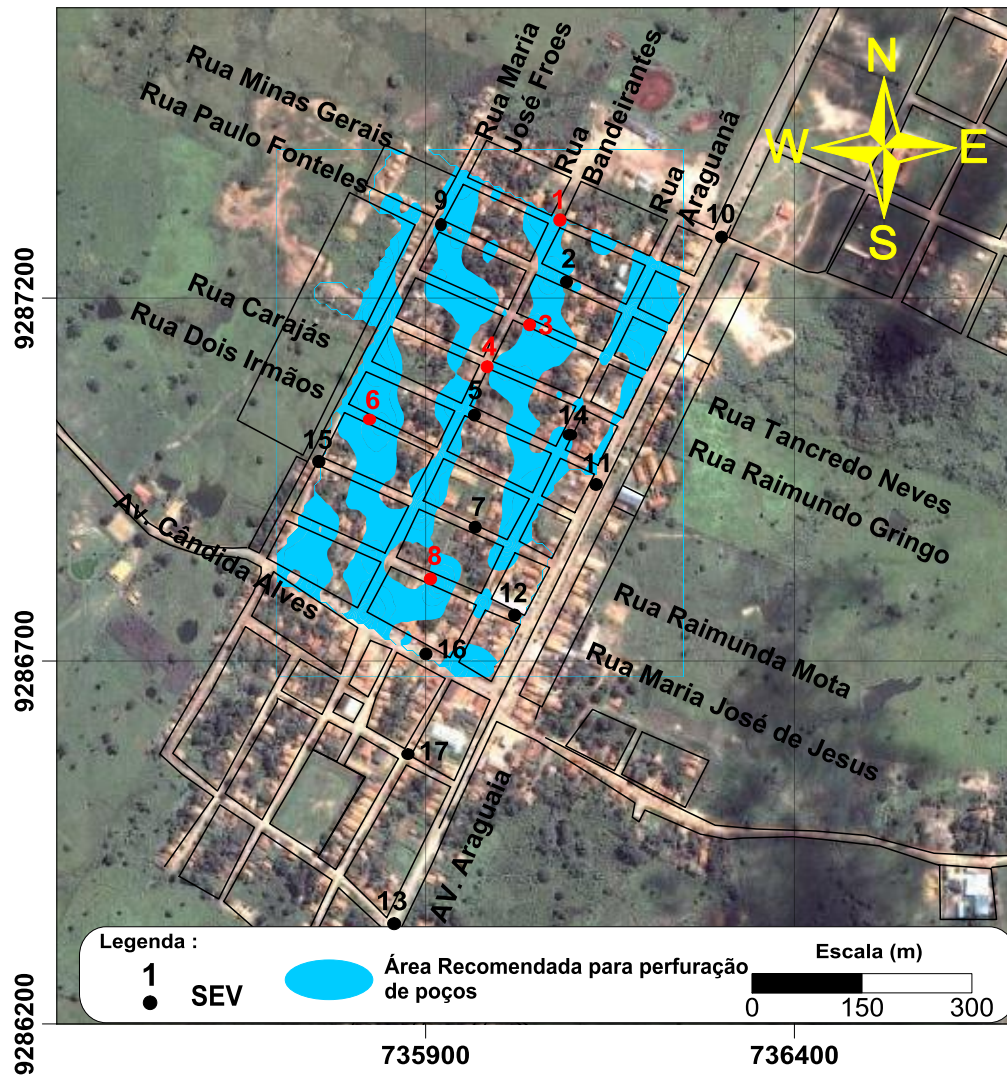 N
W
E
S
Rua Minas Gerais
Rua Paulo Fonteles
Rua Maria
José Froes
Rua
Bandeirantes
Rua
Araguanã
9
1
10
2
3
4
5
6
14
11
15
7
8
12
16
17
13
Rua Carajás
Rua Dois Irmãos
Av. Cândida Alves
Rua Tancredo Neves
Rua Raimundo Gringo
Rua Raimunda Mota
Rua Maria José de Jesus
AV. Araguaia
9287200
9286700
9286200
735900
736400
Legenda :
1
SEV
Área Recomendada para perfuração
de poços
Escala (m)
0 150 300